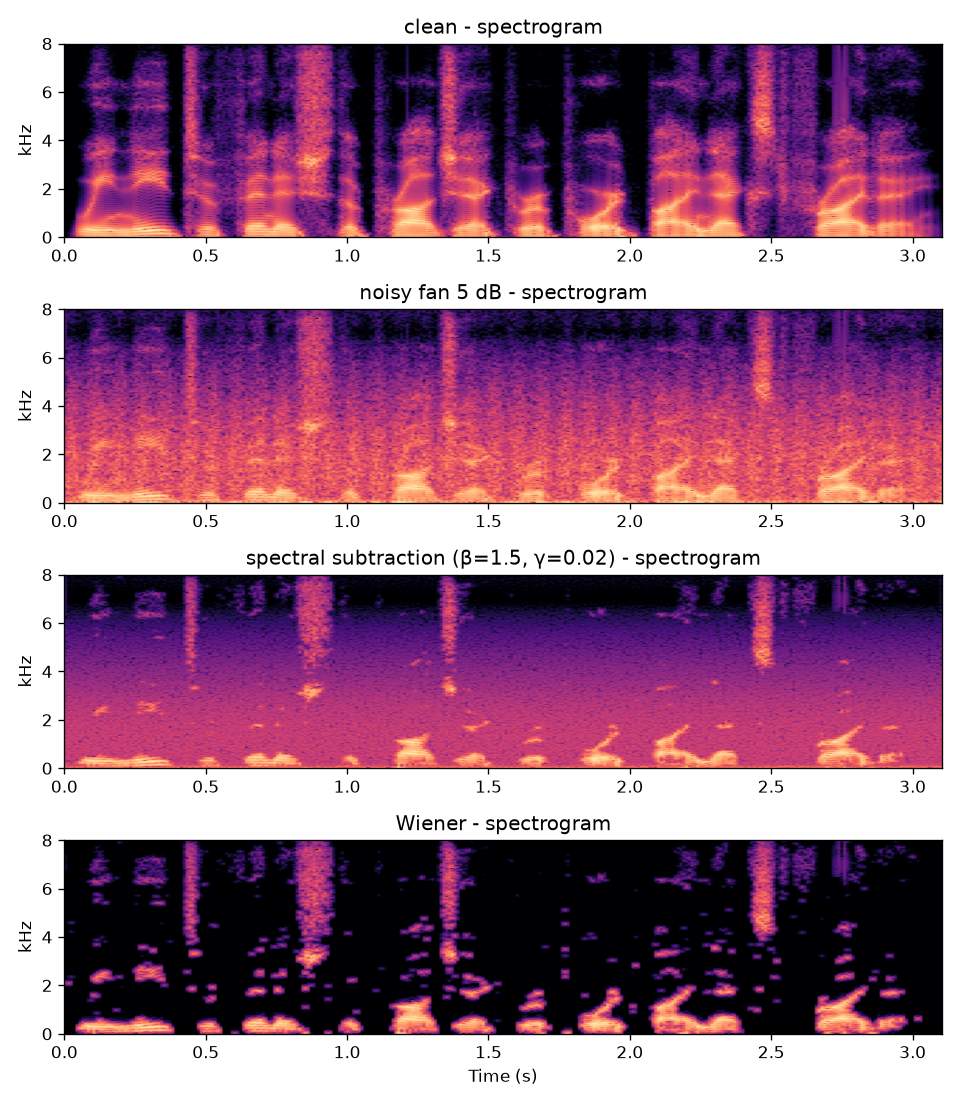 clean - spectrogram
kHz
8
6
4
2
0
0.0 0.5 1.0 1.5 2.0 2.5 3.0
noisy fan 5 dB - spectrogram
kHz
8
6
4
2
0
0.0 0.5 1.0 1.5 2.0 2.5 3.0
spectral subtraction (β=1.5, γ=0.02) - spectrogram
kHz
8
6
4
2
0
0.0 0.5 1.0 1.5 2.0 2.5 3.0
Wiener - spectrogram
kHz
8
6
4
2
0
0.0 0.5 1.0 1.5 2.0 2.5 3.0
Time (s)